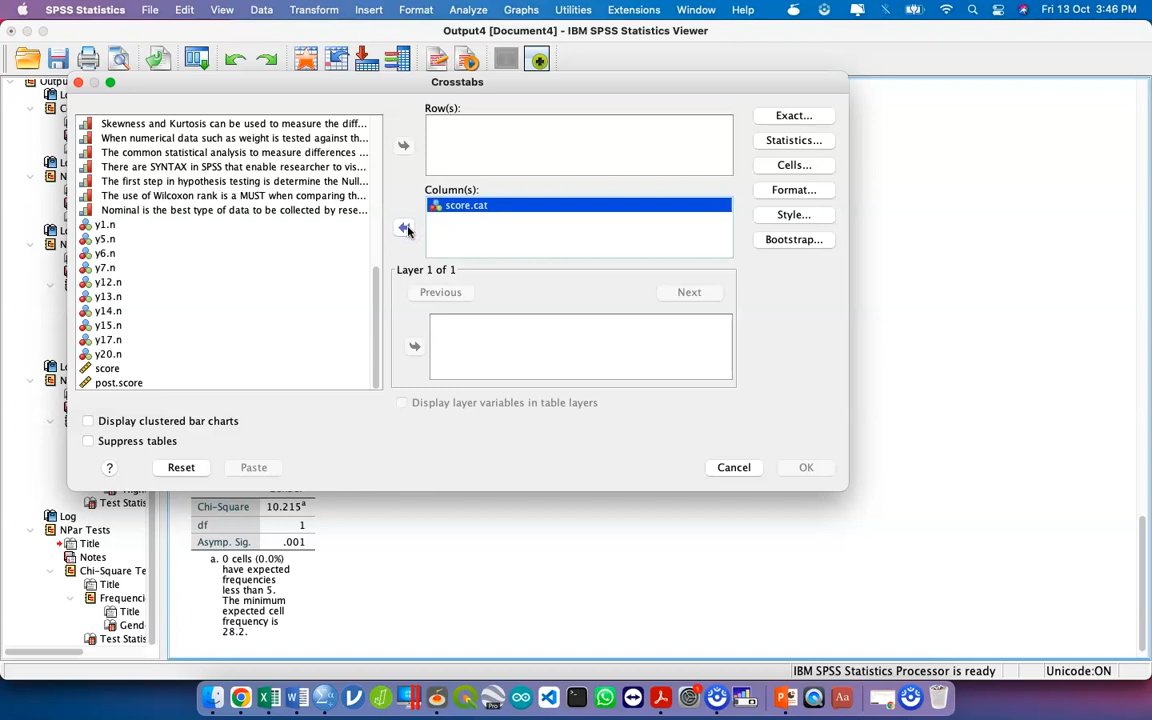 SPSS Statistics File Edit View Data Transform Insert Format Analyze Graphs Utilities Extensions Window Help Fri 13 Oct 3:46 PM
Output4 [Document4] - IBM SPSS Statistics Viewer
Crosstabs
Skewness and Kurtosis can be used to measure the diff...
When numerical data such as weight is tested against th...
The common statistical analysis to measure differences ...
There are SYNTAX in SPSS that enable researcher to vis...
The first step in hypothesis testing is determine the Null...
The use of Wilcoxon rank is a MUST when comparing th...
Nominal is the best type of data to be collected by rese...
y1.n
y5.n
y6.n
y7.n
y12.n
y13.n
y14.n
y15.n
y17.n
y20.n
score
post.score
Row(s):
Column(s):
score.cat
Layer 1 of 1
Previous
Next
Display layer variables in table layers
Exact...
Statistics...
Cells...
Format...
Style...
Bootstrap...
Display clustered bar charts
Suppress tables
?
Reset
Paste
Cancel
OK
Test Statis
Log
NPar Tests
Title
Notes
Chi-Square Te
Title
Frequenci
Title
Gend
Test Statis
Chi-Square 10.215a
df 1
Asymp. Sig. .001
a. 0 cells (0.0%)
have expected
frequencies
less than 5.
The minimum
expected cell
frequency is
28.2.
IBM SPSS Statistics Processor is ready Unicode:ON